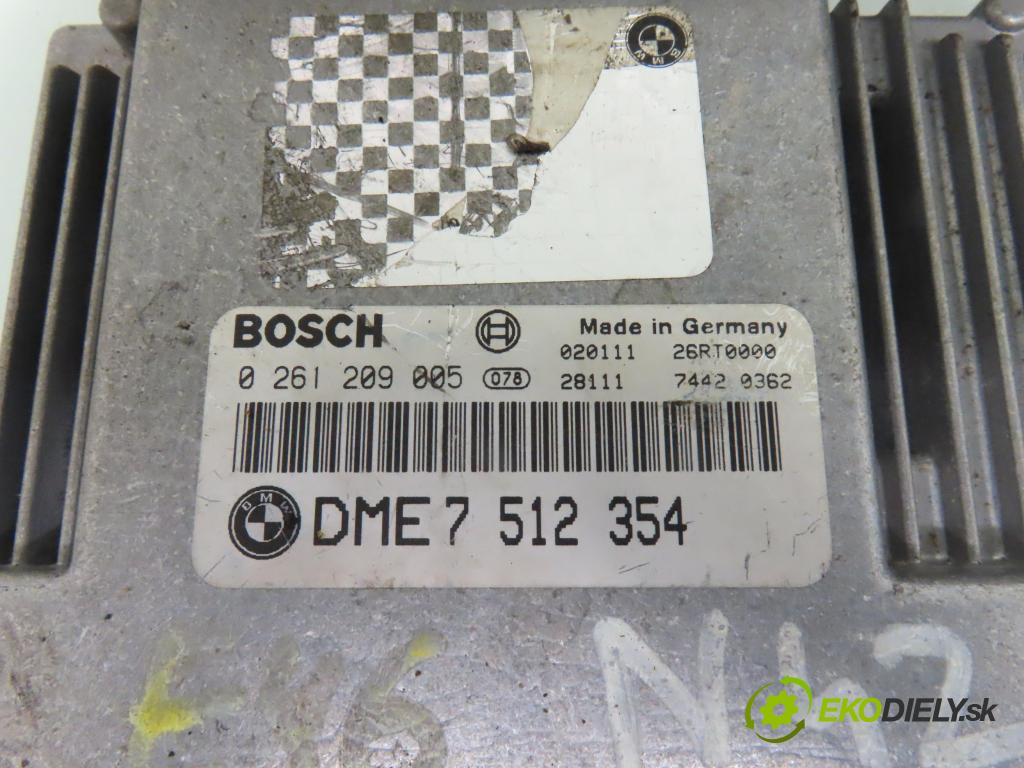 BMW
BOSCH Made in Germany
020111 26RT0000
0 261 209 005 078 28111 7442 0362
BMW
DME 7 512 354
N42
EKODIELY.sk